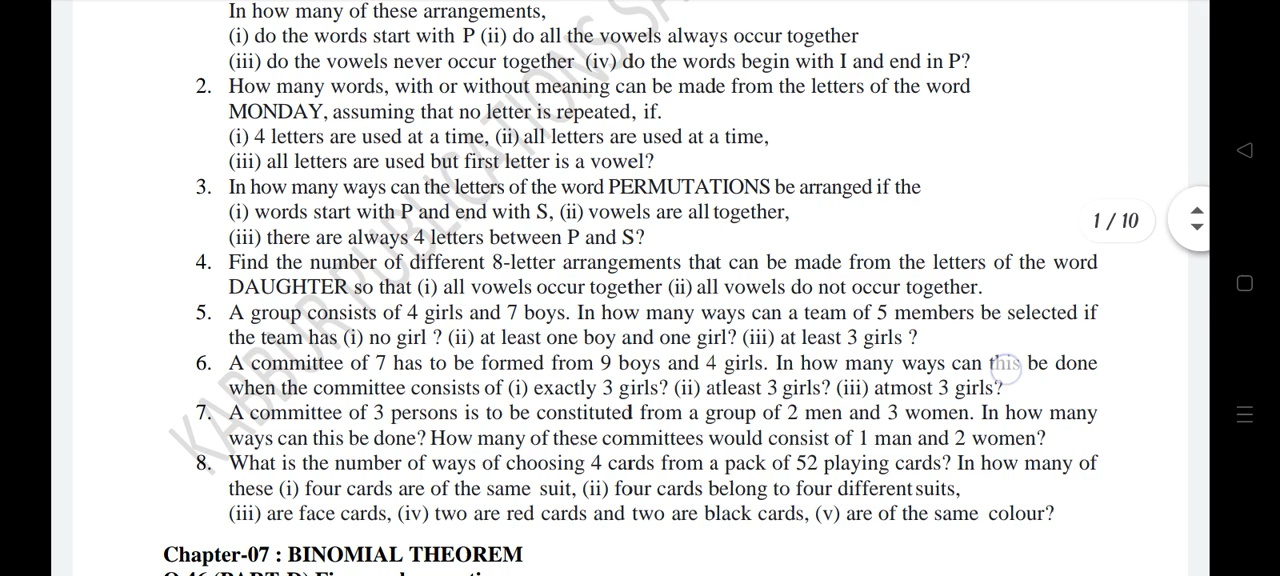 In how many of these arrangements,
(i) do the words start with P (ii) do all the vowels always occur together
(iii) do the vowels never occur together (iv) do the words begin with I and end in P?
2. How many words, with or without meaning can be made from the letters of the word
MONDAY, assuming that no letter is repeated, if.
(i) 4 letters are used at a time, (ii) all letters are used at a time,
(iii) all letters are used but first letter is a vowel?
3. In how many ways can the letters of the word PERMUTATIONS be arranged if the
(i) words start with P and end with S, (ii) vowels are all together,
(iii) there are always 4 letters between P and S?
1 / 10
4. Find the number of different 8-letter arrangements that can be made from the letters of the word
DAUGHTER so that (i) all vowels occur together (ii) all vowels do not occur together.
5. A group consists of 4 girls and 7 boys. In how many ways can a team of 5 members be selected if
the team has (i) no girl ? (ii) at least one boy and one girl? (iii) at least 3 girls ?
6. A committee of 7 has to be formed from 9 boys and 4 girls. In how many ways can this be done
when the committee consists of (i) exactly 3 girls? (ii) atleast 3 girls? (iii) atmost 3 girls?
7. A committee of 3 persons is to be constituted from a group of 2 men and 3 women. In how many
ways can this be done? How many of these committees would consist of 1 man and 2 women?
8. What is the number of ways of choosing 4 cards from a pack of 52 playing cards? In how many of
these (i) four cards are of the same suit, (ii) four cards belong to four different suits,
(iii) are face cards, (iv) two are red cards and two are black cards, (v) are of the same colour?
Chapter-07 : BINOMIAL THEOREM
KABBUR PUBLICATIONS